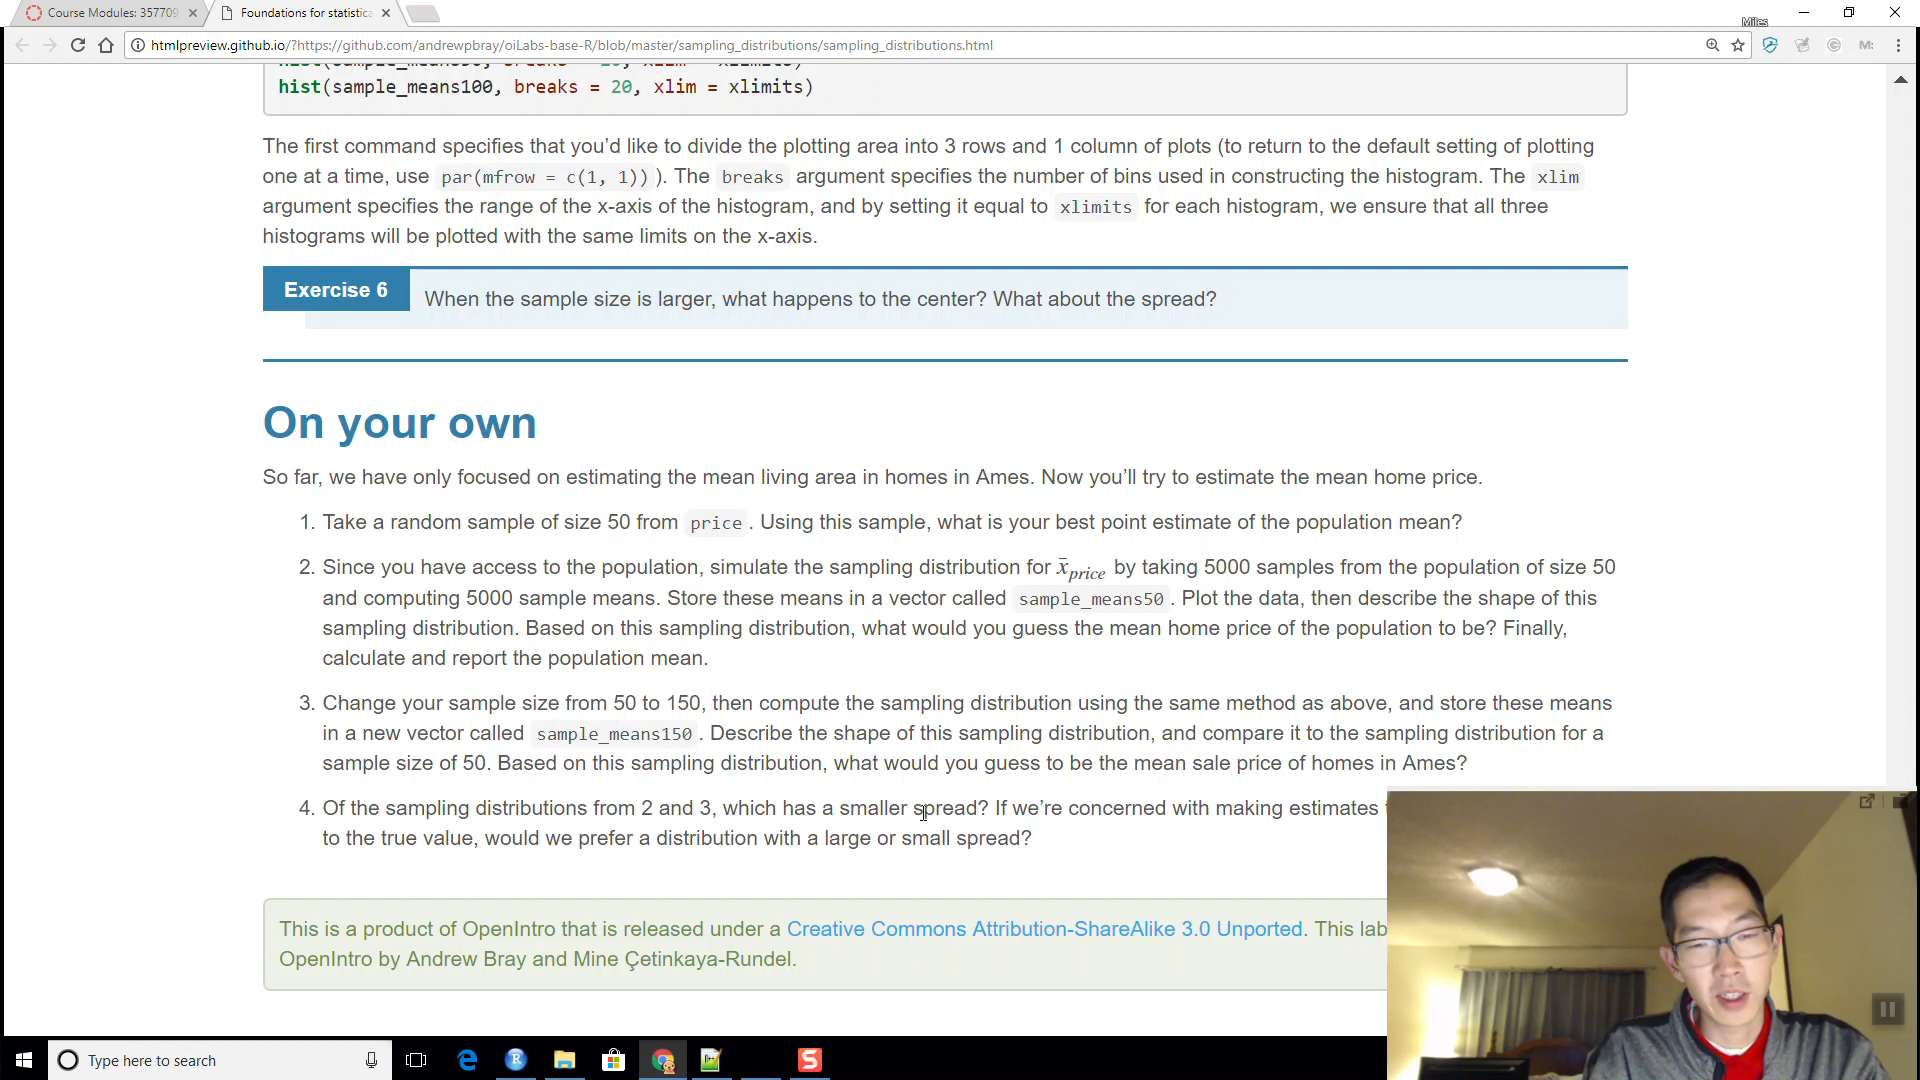 Course Modules: 357709
Foundations for statistica
Miles
htmlpreview.github.io/?https://github.com/andrewpbray/oiLabs-base-R/blob/master/sampling_distributions/sampling_distributions.html
hist(sample_means100, breaks = 20, xlim = xlimits)
The first command specifies that you’d like to divide the plotting area into 3 rows and 1 column of plots (to return to the default setting of plotting
one at a time, use par(mfrow = c(1, 1)) ). The breaks argument specifies the number of bins used in constructing the histogram. The xlim
argument specifies the range of the x-axis of the histogram, and by setting it equal to xlimits for each histogram, we ensure that all three
histograms will be plotted with the same limits on the x-axis.
Exercise 6 When the sample size is larger, what happens to the center? What about the spread?
On your own
So far, we have only focused on estimating the mean living area in homes in Ames. Now you’ll try to estimate the mean home price.
1. Take a random sample of size 50 from price . Using this sample, what is your best point estimate of the population mean?
2. Since you have access to the population, simulate the sampling distribution for x̄price by taking 5000 samples from the population of size 50
and computing 5000 sample means. Store these means in a vector called sample_means50 . Plot the data, then describe the shape of this
sampling distribution. Based on this sampling distribution, what would you guess the mean home price of the population to be? Finally,
calculate and report the population mean.
3. Change your sample size from 50 to 150, then compute the sampling distribution using the same method as above, and store these means
in a new vector called sample_means150 . Describe the shape of this sampling distribution, and compare it to the sampling distribution for a
sample size of 50. Based on this sampling distribution, what would you guess to be the mean sale price of homes in Ames?
4. Of the sampling distributions from 2 and 3, which has a smaller spread? If we’re concerned with making estimates
to the true value, would we prefer a distribution with a large or small spread?
This is a product of OpenIntro that is released under a Creative Commons Attribution-ShareAlike 3.0 Unported. This lab
OpenIntro by Andrew Bray and Mine Çetinkaya-Rundel.
Type here to search